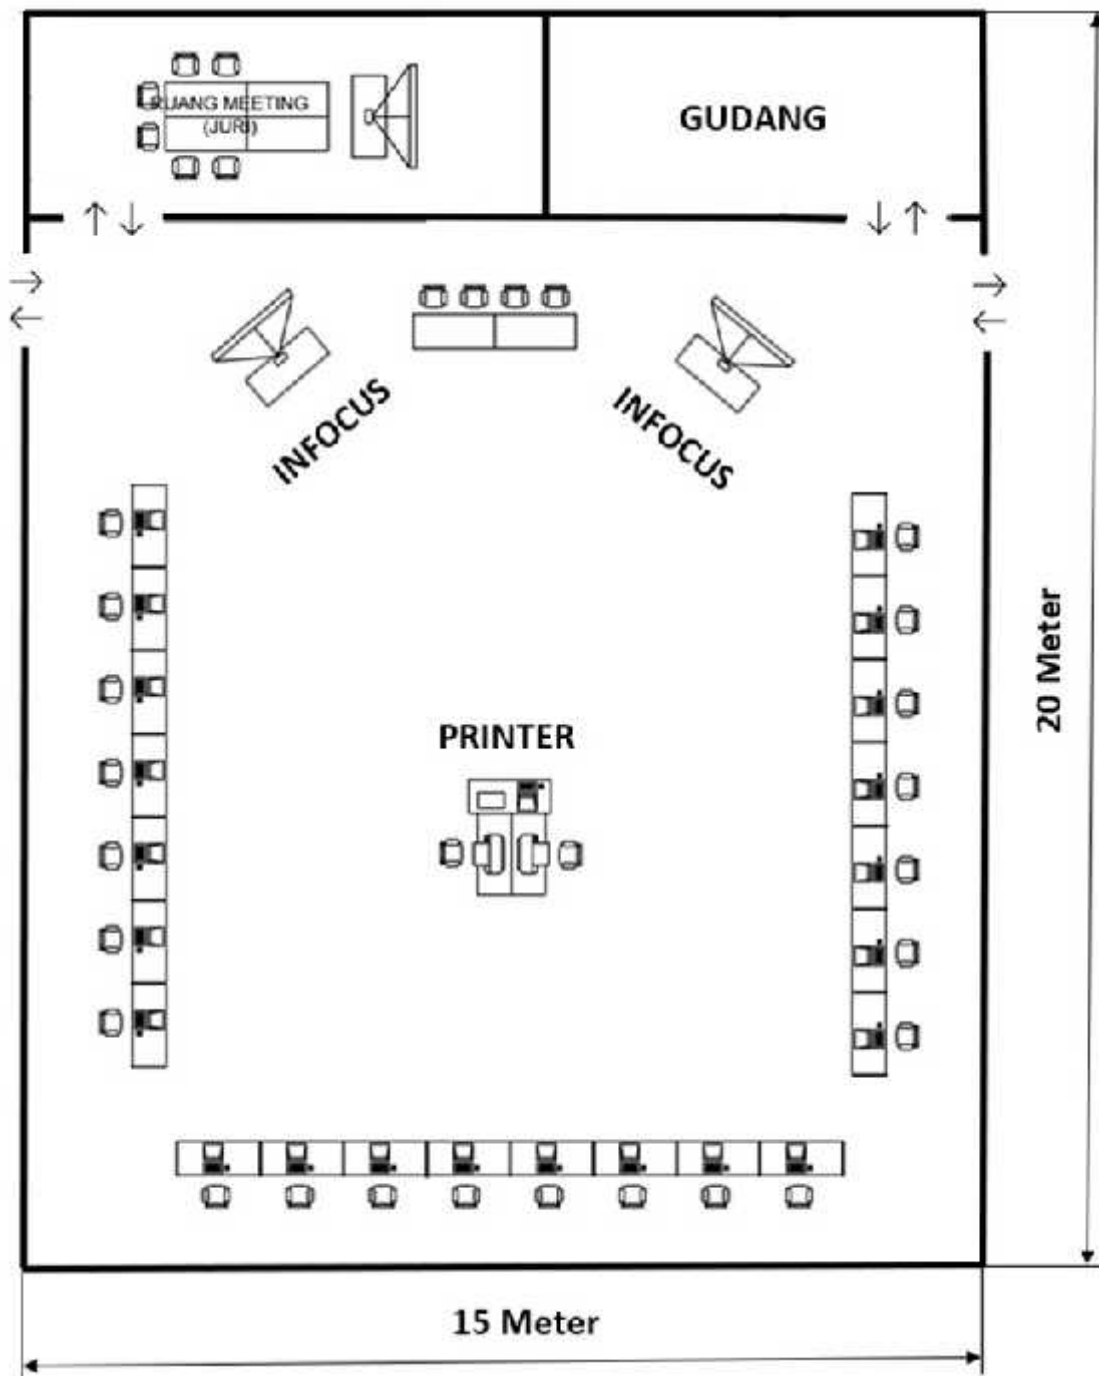 RUANG MEETING
(JURI)
GUDANG
INFOCUS
INFOCUS
PRINTER
20 Meter
15 Meter